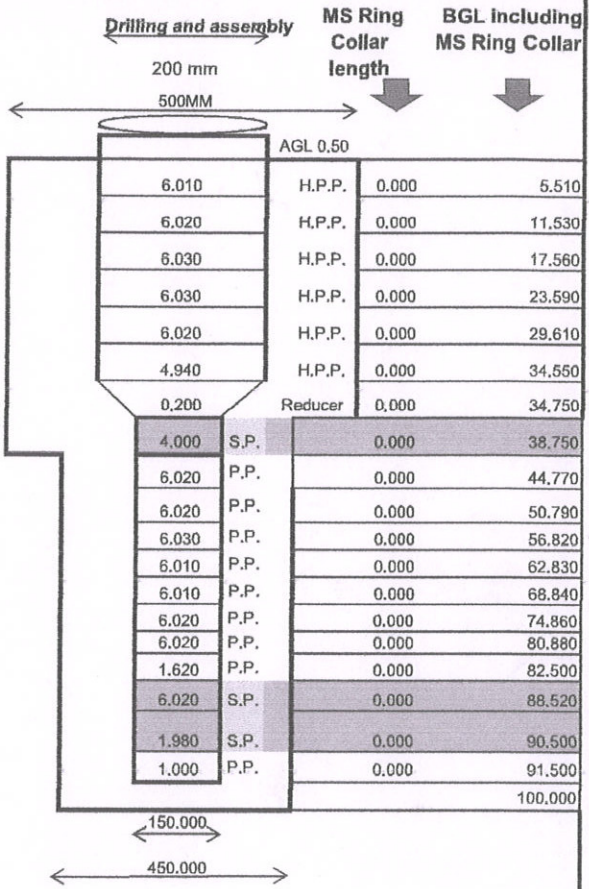 Drilling and assembly
MS Ring Collar length
BGL including MS Ring Collar
200 mm
500MM
AGL 0.50
6.010 H.P.P. 0.000 5.510
6.020 H.P.P. 0.000 11.530
6.030 H.P.P. 0.000 17.560
6.030 H.P.P. 0.000 23.590
6.020 H.P.P. 0.000 29.610
4.940 H.P.P. 0.000 34.550
0.200 Reducer 0.000 34.750
4.000 S.P. 0.000 38.750
6.020 P.P. 0.000 44.770
6.020 P.P. 0.000 50.790
6.030 P.P. 0.000 56.820
6.010 P.P. 0.000 62.830
6.010 P.P. 0.000 68.840
6.020 P.P. 0.000 74.860
6.020 P.P. 0.000 80.880
1.620 P.P. 0.000 82.500
6.020 S.P. 0.000 88.520
1.980 S.P. 0.000 90.500
1.000 P.P. 0.000 91.500
100.000
150.000
450.000